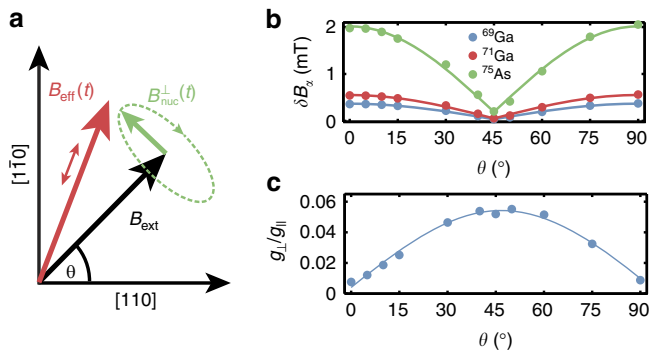 a
B_eff(t)
B^⊥_nuc(t)
[11̄0]
B_ext
θ
[110]
b
δB_α (mT)
2
1
0
⁶⁹Ga
⁷¹Ga
⁷⁵As
0 15 30 45 60 75 90
θ (°)
c
g_⊥/g_∥
0.06
0.04
0.02
0
0 15 30 45 60 75 90
θ (°)